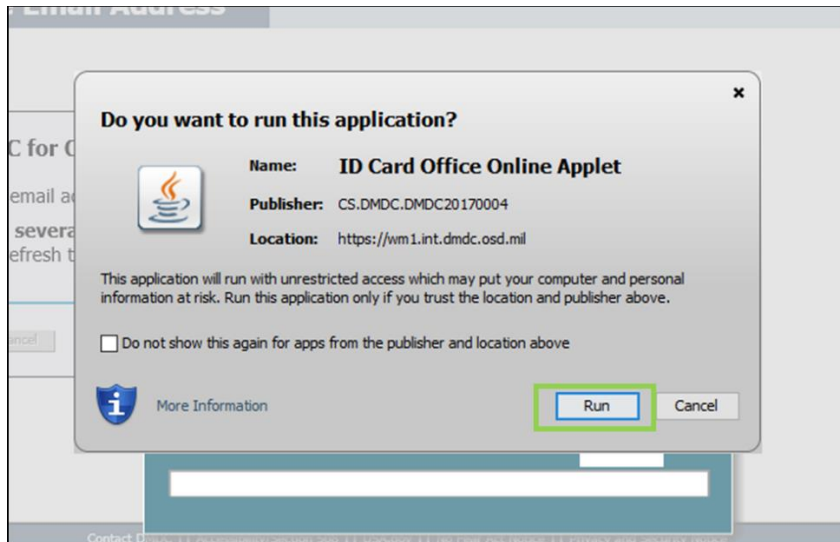 Email Address
Do you want to run this application?
Name: ID Card Office Online Applet
Publisher: CS.DMDC.DMDC20170004
Location: https://wm1.int.dmdc.osd.mil
This application will run with unrestricted access which may put your computer and personal
information at risk. Run this application only if you trust the location and publisher above.
Do not show this again for apps from the publisher and location above
More Information
Run
Cancel
C for
email
severa
efresh t
ancel
Contact